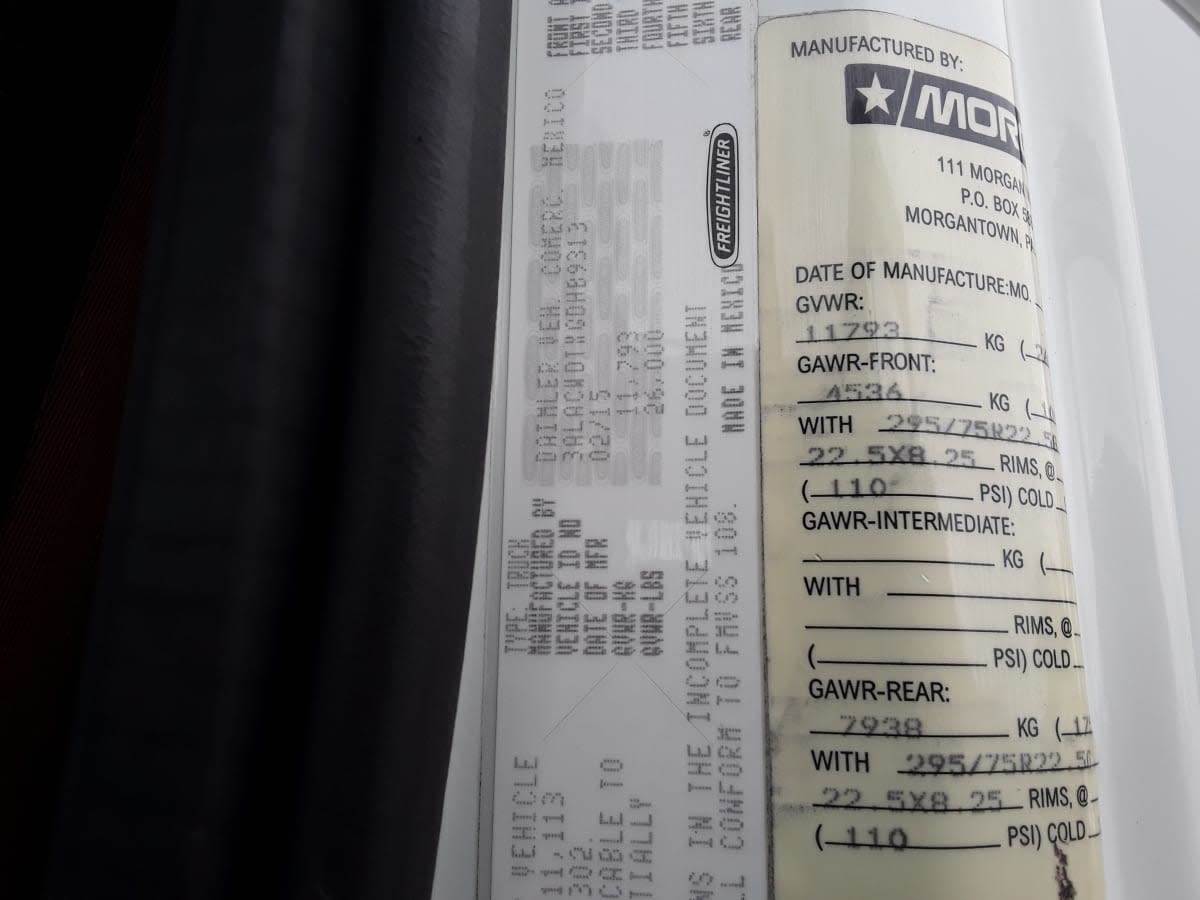 FRONT
FIRST
SECOND
THIRD
FOURTH
FIFTH
SIXTH
REAR
TYPE: TRUCK
MANUFACTURED BY DAIMLER VEH. COMERC. MEXICO
VEHICLE ID NO
DATE OF MFR 02/15
GVWR-KG 11,793
GVWR-LBS 26,000
FREIGHTLINER
VEHICLE
11, 113
302,
CABLE TO
TIALLY
NS IN THE INCOMPLETE VEHICLE DOCUMENT
CONFORM TO FMVSS 108.
MADE IN MEXICO
MANUFACTURED BY:
MOR
111 MORGAN
P.O. BOX
MORGANTOWN,
DATE OF MANUFACTURE:MO.
GVWR:
11793 KG (
GAWR-FRONT:
4536 KG (
WITH 295/75R22.5
22.5X8.25 RIMS, @
(110 PSI) COLD
GAWR-INTERMEDIATE:
KG (
WITH
RIMS, @
( PSI) COLD
GAWR-REAR:
7938 KG (17
WITH 295/75R22.5
22.5X8.25 RIMS, @
(110 PSI) COLD